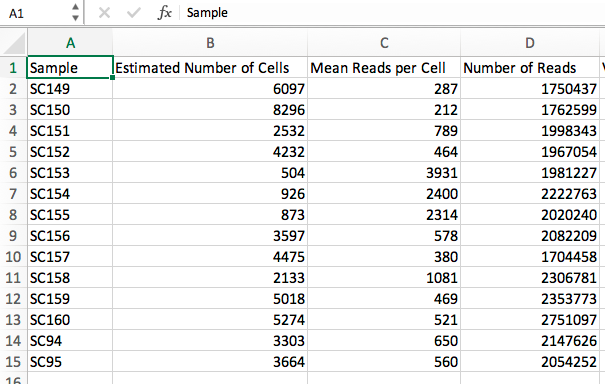 A1 fx Sample
A B C D
1 Sample Estimated Number of Cells Mean Reads per Cell Number of Reads
2 SC149 6097 287 1750437
3 SC150 8296 212 1762599
4 SC151 2532 789 1998343
5 SC152 4232 464 1967054
6 SC153 504 3931 1981227
7 SC154 926 2400 2222763
8 SC155 873 2314 2020240
9 SC156 3597 578 2082209
10 SC157 4475 380 1704458
11 SC158 2133 1081 2306781
12 SC159 5018 469 2353773
13 SC160 5274 521 2751097
14 SC94 3303 650 2147626
15 SC95 3664 560 2054252